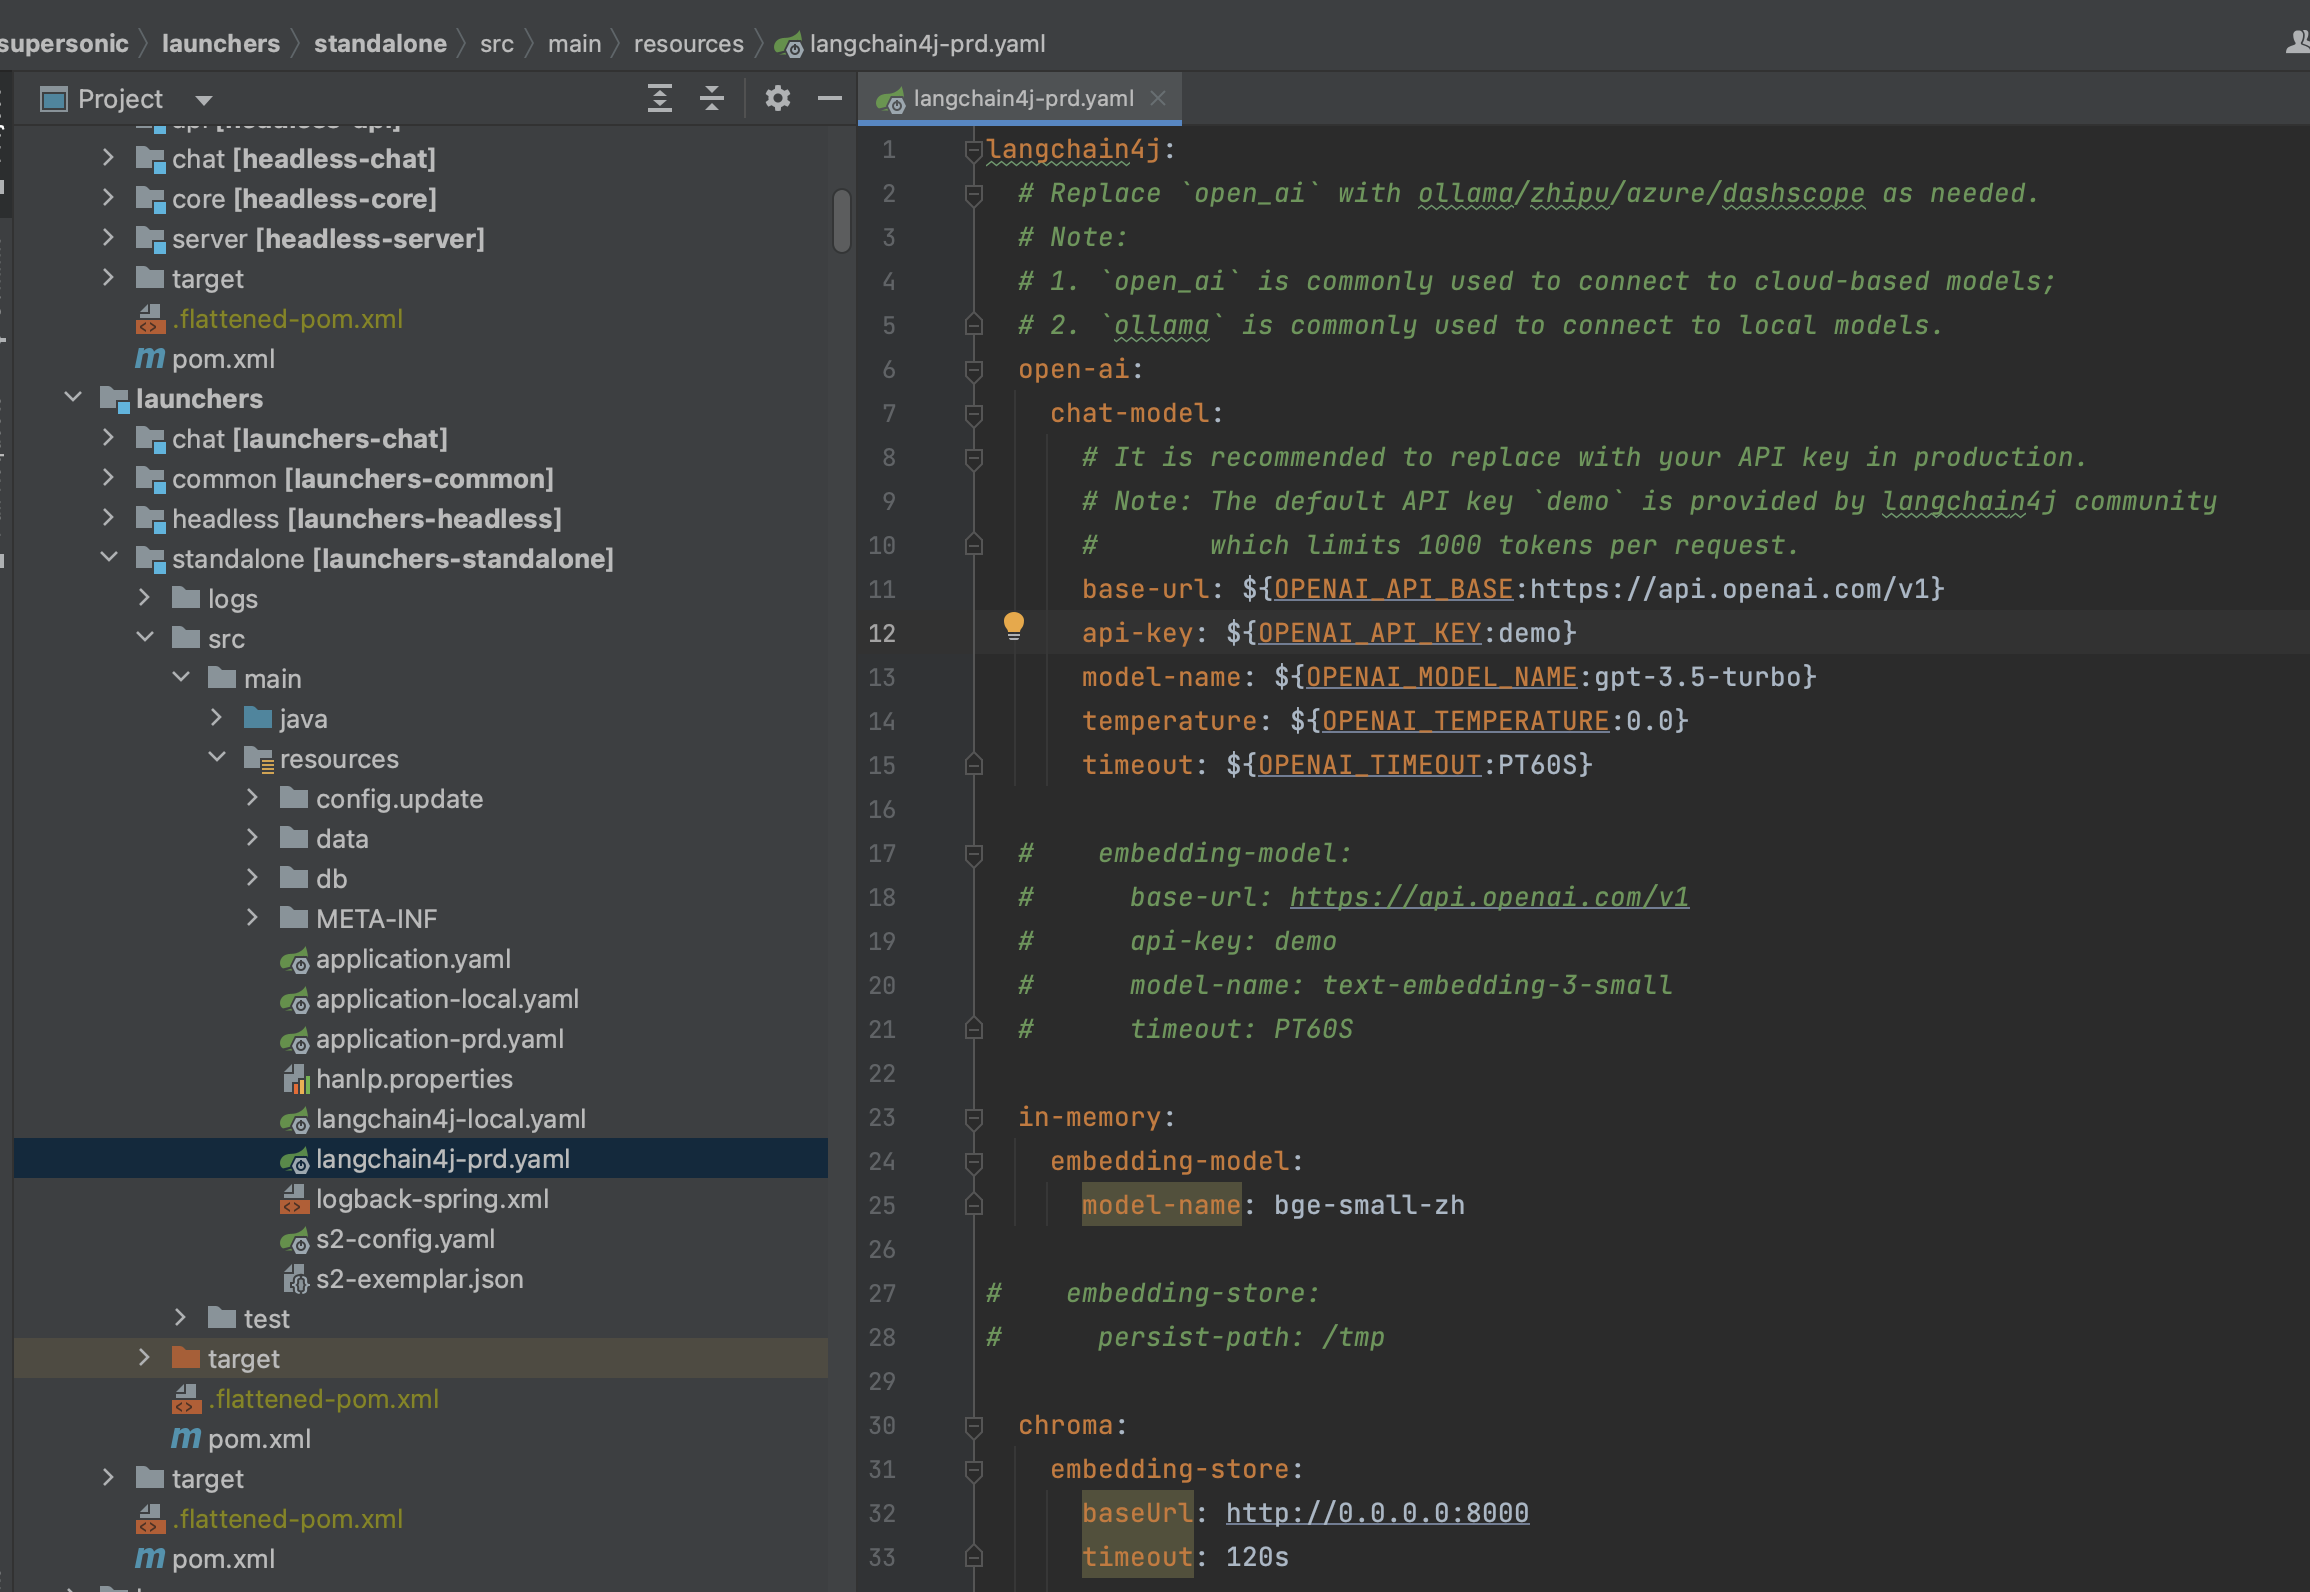 supersonic launchers standalone src main resources langchain4j-prd.yaml
Project
api [headless-api]
chat [headless-chat]
core [headless-core]
server [headless-server]
target
.flattened-pom.xml
pom.xml
launchers
chat [launchers-chat]
common [launchers-common]
headless [launchers-headless]
standalone [launchers-standalone]
logs
src
main
java
resources
config.update
data
db
META-INF
application.yaml
application-local.yaml
application-prd.yaml
hanlp.properties
langchain4j-local.yaml
langchain4j-prd.yaml
logback-spring.xml
s2-config.yaml
s2-exemplar.json
test
target
.flattened-pom.xml
pom.xml
target
.flattened-pom.xml
pom.xml
langchain4j-prd.yaml
1 langchain4j:
2 # Replace `open_ai` with ollama/zhipu/azure/dashscope as needed.
3 # Note:
4 # 1. `open_ai` is commonly used to connect to cloud-based models;
5 # 2. `ollama` is commonly used to connect to local models.
6 open-ai:
7 chat-model:
8 # It is recommended to replace with your API key in production.
9 # Note: The default API key `demo` is provided by langchain4j community
10 # which limits 1000 tokens per request.
11 base-url: ${OPENAI_API_BASE:https://api.openai.com/v1}
12 api-key: ${OPENAI_API_KEY:demo}
13 model-name: ${OPENAI_MODEL_NAME:gpt-3.5-turbo}
14 temperature: ${OPENAI_TEMPERATURE:0.0}
15 timeout: ${OPENAI_TIMEOUT:PT60S}
16
17 # embedding-model:
18 # base-url: https://api.openai.com/v1
19 # api-key: demo
20 # model-name: text-embedding-3-small
21 # timeout: PT60S
22
23 in-memory:
24 embedding-model:
25 model-name: bge-small-zh
26
27 # embedding-store:
28 # persist-path: /tmp
29
30 chroma:
31 embedding-store:
32 baseUrl: http://0.0.0.0:8000
33 timeout: 120s